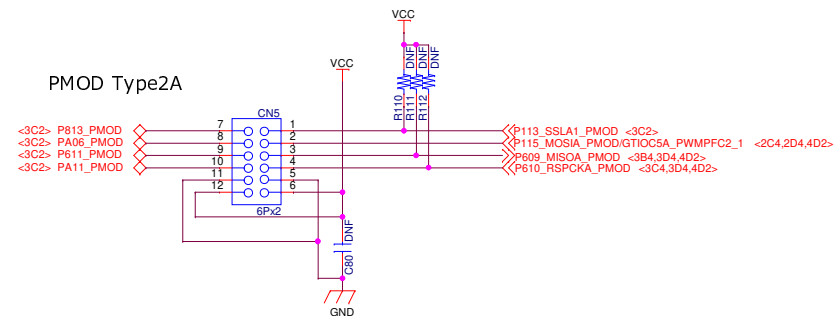 VCC
DNF DNF DNF
VCC
PMOD Type2A
R110 R111 R112
CN5
<3C2> P813_PMOD 7 1 P113_SSLA1_PMOD <3C2>
<3C2> PA06_PMOD 8 2 P115_MOSIA_PMOD/GTIOC5A_PWMPFC2_1 <2C4,2D4,4D2>
<3C2> P611_PMOD 9 3 P609_MISOA_PMOD <3B4,3D4,4D2>
<3C2> PA11_PMOD 10 4 P610_RSPCKA_PMOD <3C4,3D4,4D2>
11 5
12 6
6Px2
DNF
C80
GND